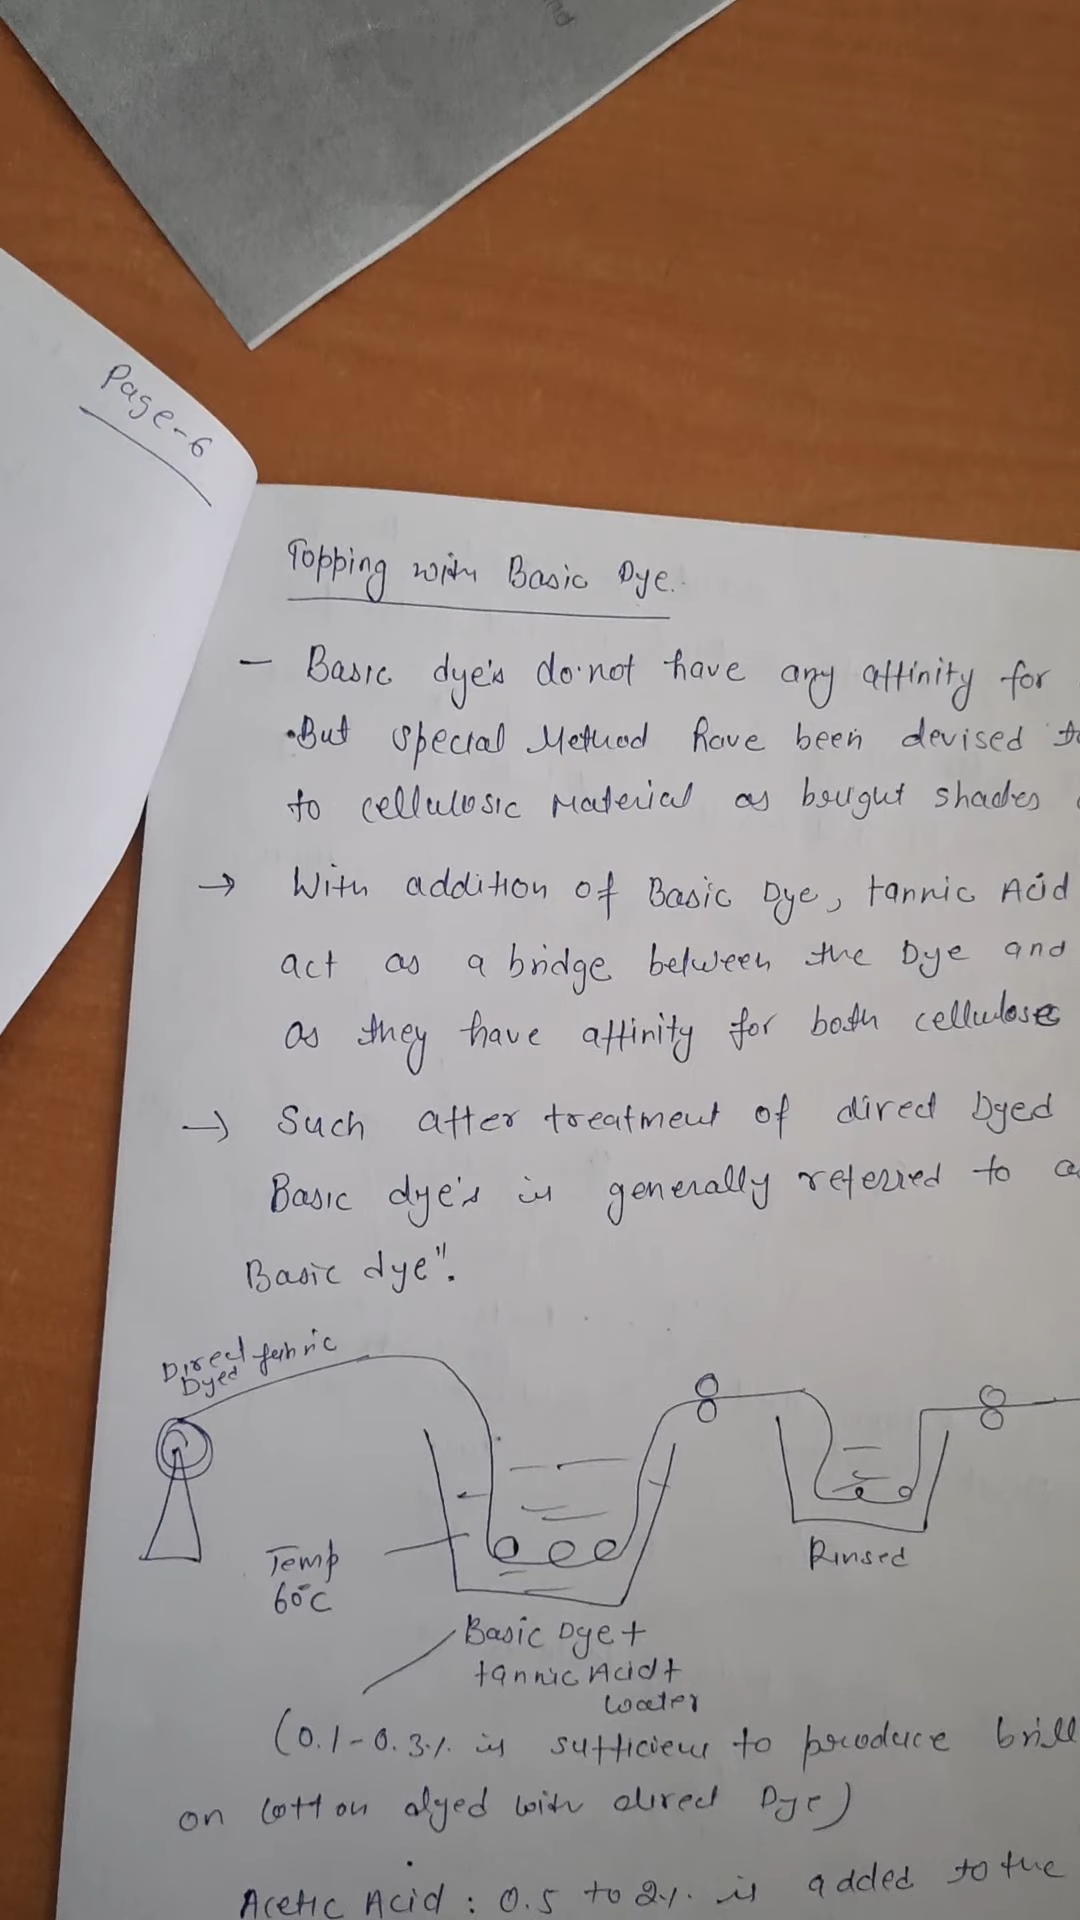 Page-6
Topping with Basic Dye.
- Basic dye's do not have any affinity for
But special Method have been devised
to cellulosic Material as bright shades
→ With addition of Basic Dye, tannic Acid
act as a bridge between the Dye and
as they have affinity for both cellulose
→ Such after treatment of direct Dyed
Basic dye's is generally referred to
Basic dye".
Direct fabric
Dyed
Temp
60°C
Rinsed
Basic Dye +
tannic Acid +
water
(0.1-0.3% is sufficient to produce brill
on cotton dyed with direct Dye)
Acetic Acid : 0.5 to 2% is added to the